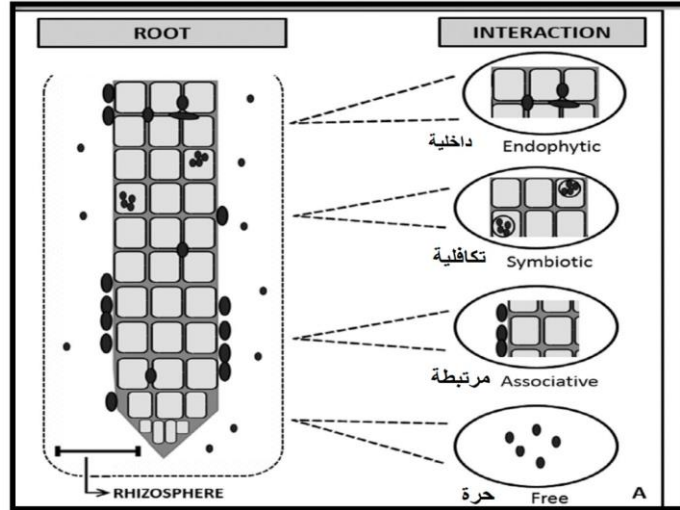 ROOT
INTERACTION
داخلية
Endophytic
تكافلية
Symbiotic
مرتبطة Associative
حرة
Free
A
RHIZOSPHERE